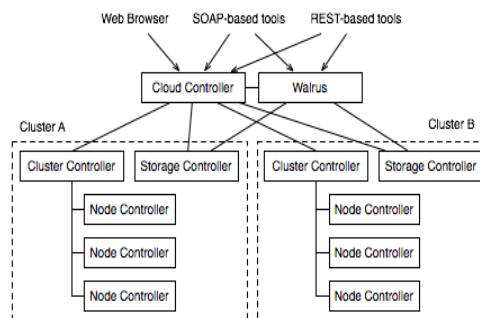 Web Browser SOAP-based tools REST-based tools
Cloud Controller Walrus
Cluster A Cluster B
Cluster Controller Storage Controller Cluster Controller Storage Controller
Node Controller Node Controller
Node Controller Node Controller
Node Controller Node Controller